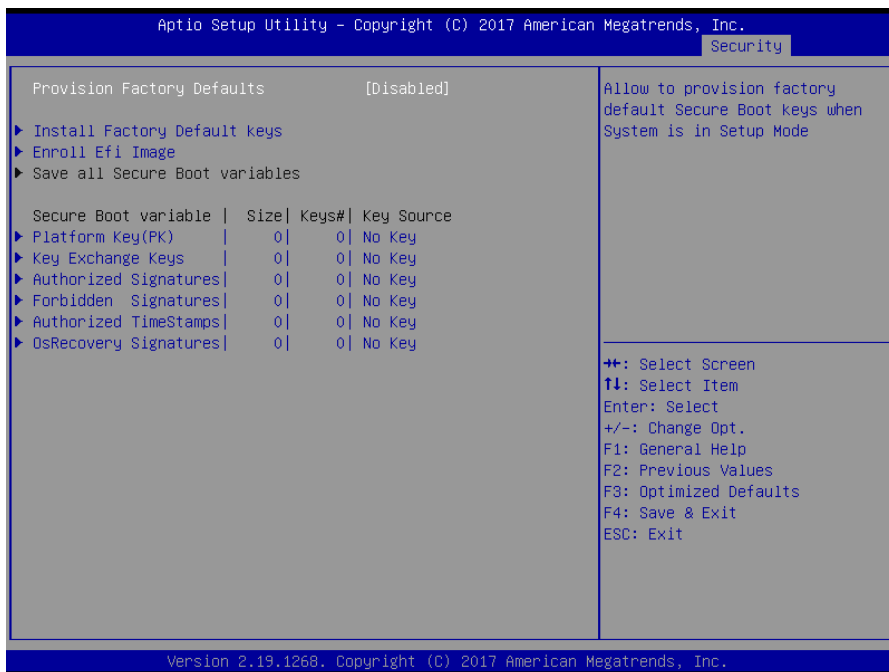 Aptio Setup Utility – Copyright (C) 2017 American Megatrends, Inc.
Security
Provision Factory Defaults [Disabled]
Install Factory Default keys
Enroll Efi Image
Save all Secure Boot variables
Secure Boot variable | Size| Keys#| Key Source
Platform Key(PK) | 0| 0| No Key
Key Exchange Keys | 0| 0| No Key
Authorized Signatures| 0| 0| No Key
Forbidden Signatures| 0| 0| No Key
Authorized TimeStamps| 0| 0| No Key
OsRecovery Signatures| 0| 0| No Key
Allow to provision factory
default Secure Boot keys when
System is in Setup Mode
→←: Select Screen
↑↓: Select Item
Enter: Select
+/-: Change Opt.
F1: General Help
F2: Previous Values
F3: Optimized Defaults
F4: Save & Exit
ESC: Exit
Version 2.19.1268. Copyright (C) 2017 American Megatrends, Inc.